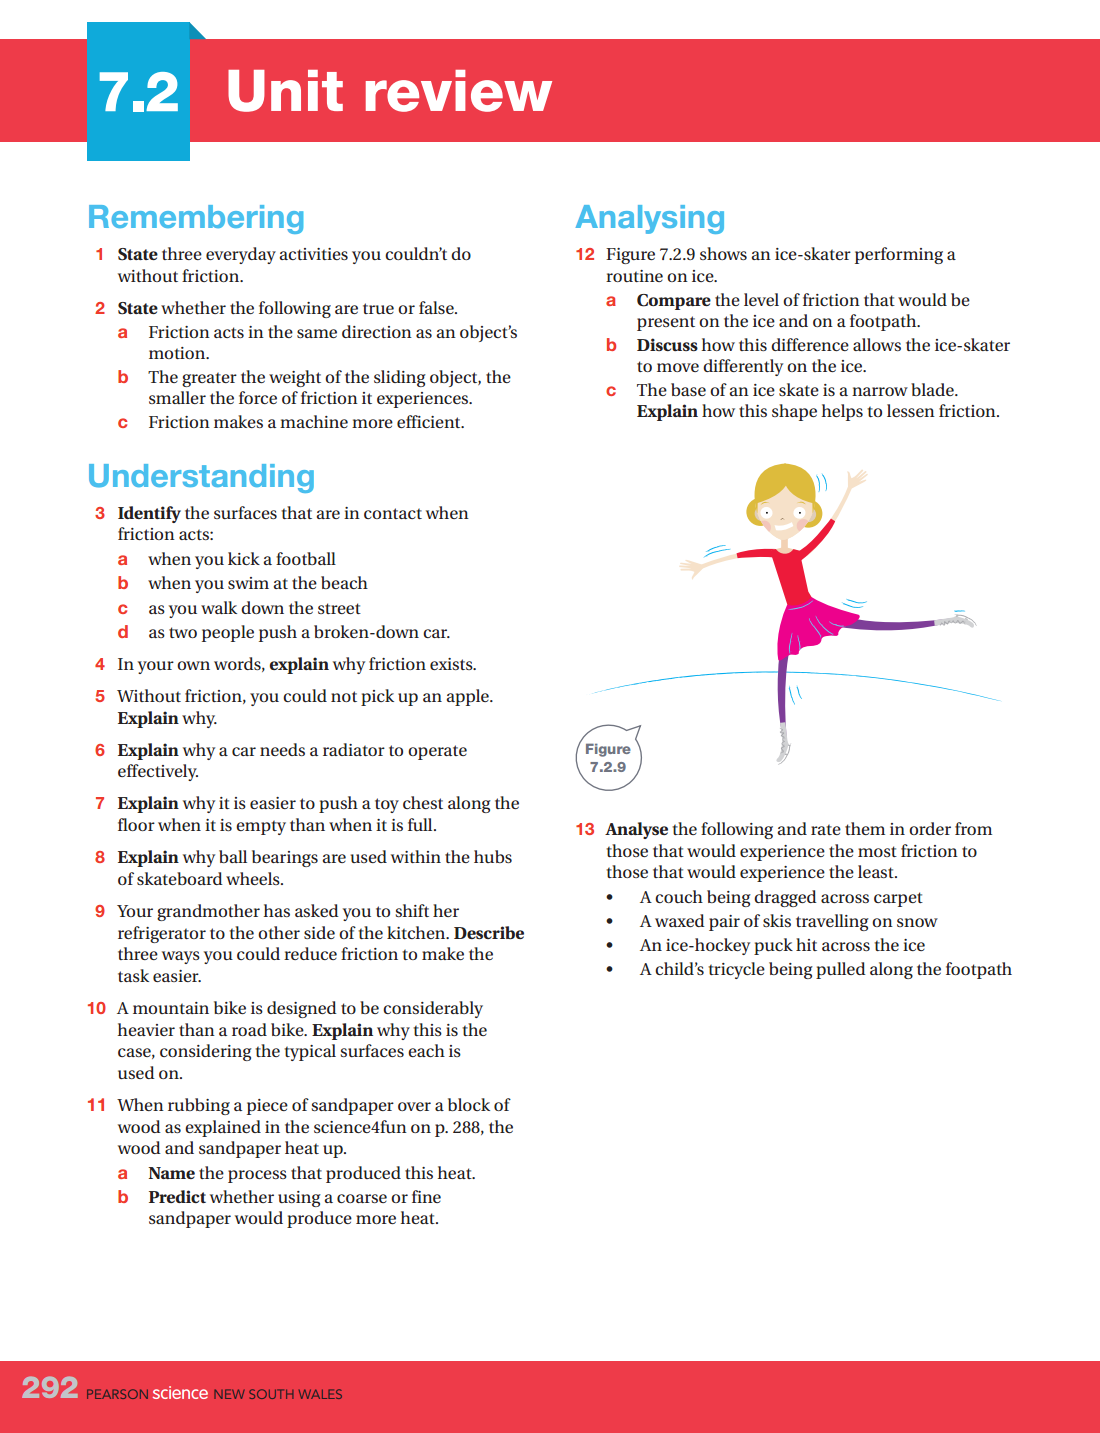 7.2 Unit review
Remembering
1 State three everyday activities you couldn't do
without friction.
2 State whether the following are true or false.
a Friction acts in the same direction as an object's
motion.
b The greater the weight of the sliding object, the
smaller the force of friction it experiences.
c Friction makes a machine more efficient.
Understanding
3 Identify the surfaces that are in contact when
friction acts:
a when you kick a football
b when you swim at the beach
c as you walk down the street
d as two people push a broken-down car.
4 In your own words, explain why friction exists.
5 Without friction, you could not pick up an apple.
Explain why.
6 Explain why a car needs a radiator to operate
effectively.
7 Explain why it is easier to push a toy chest along the
floor when it is empty than when it is full.
8 Explain why ball bearings are used within the hubs
of skateboard wheels.
9 Your grandmother has asked you to shift her
refrigerator to the other side of the kitchen. Describe
three ways you could reduce friction to make the
task easier.
10 A mountain bike is designed to be considerably
heavier than a road bike. Explain why this is the
case, considering the typical surfaces each is
used on.
11 When rubbing a piece of sandpaper over a block of
wood as explained in the science4fun on p. 288, the
wood and sandpaper heat up.
a Name the process that produced this heat.
b Predict whether using a coarse or fine
sandpaper would produce more heat.
Analysing
12 Figure 7.2.9 shows an ice-skater performing a
routine on ice.
a Compare the level of friction that would be
present on the ice and on a footpath.
b Discuss how this difference allows the ice-skater
to move differently on the ice.
c The base of an ice skate is a narrow blade.
Explain how this shape helps to lessen friction.
Figure
7.2.9
13 Analyse the following and rate them in order from
those that would experience the most friction to
those that would experience the least.
• A couch being dragged across carpet
• A waxed pair of skis travelling on snow
• An ice-hockey puck hit across the ice
• A child's tricycle being pulled along the footpath
292 PEARSON science NEW SOUTH WALES